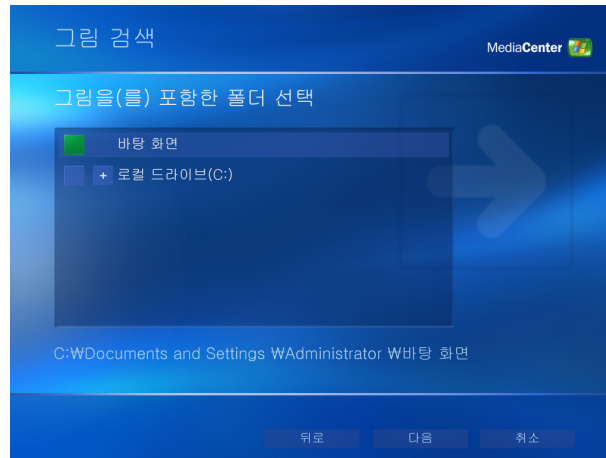 그림 검색
MediaCenter
그림을(를) 포함한 폴더 선택
바탕 화면
+ 로컬 드라이브(C:)
C:₩Documents and Settings ₩Administrator ₩바탕 화면
뒤로 다음 취소